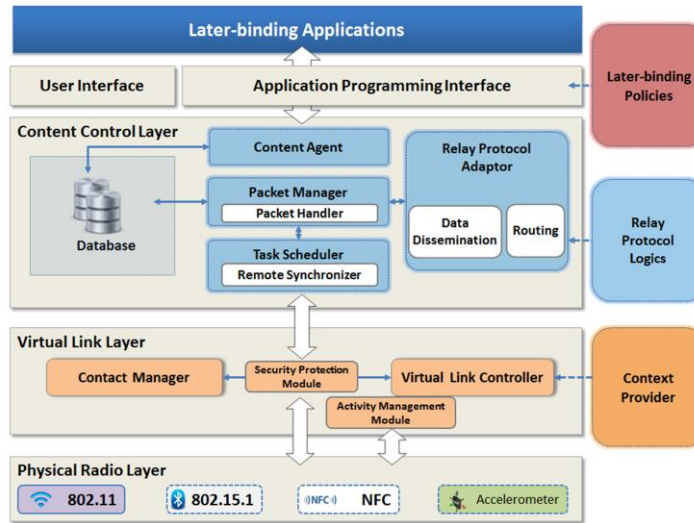 Later-binding Applications
User Interface
Application Programming Interface
Later-binding
Policies
Content Control Layer
Content Agent
Relay Protocol
Adaptor
Packet Manager
Packet Handler
Database
Data
Dissemination
Routing
Relay
Protocol
Logics
Task Scheduler
Remote Synchronizer
Virtual Link Layer
Contact Manager
Security Protection
Module
Virtual Link Controller
Activity Management
Module
Context
Provider
Physical Radio Layer
802.11
802.15.1
NFC
NFC
Accelerometer